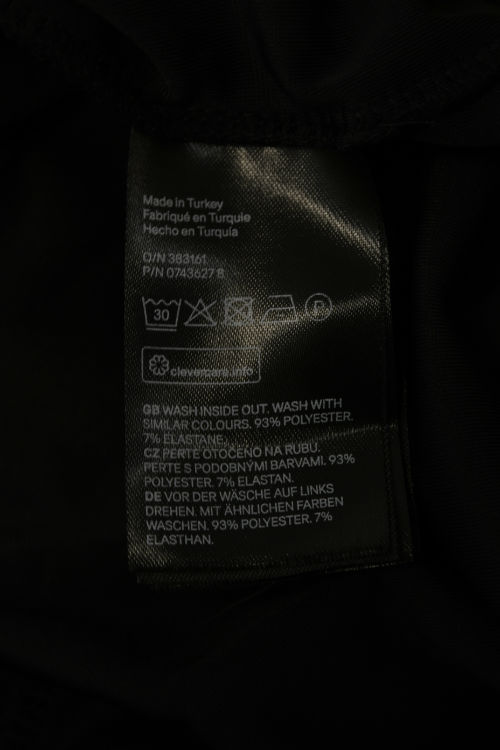 Made in Turkey
Fabriqué en Turquie
Hecho en Turquía
O/N 383161
P/N 0743627 8
30
P
clevercare.info
GB WASH INSIDE OUT. WASH WITH
SIMILAR COLOURS. 93% POLYESTER.
7% ELASTANE.
CZ PERTE OTOČENO NA RUBU.
PERTE S PODOBNÝMI BARVAMI. 93%
POLYESTER. 7% ELASTAN.
DE VOR DER WÄSCHE AUF LINKS
DREHEN. MIT ÄHNLICHEN FARBEN
WASCHEN. 93% POLYESTER. 7%
ELASTHAN.